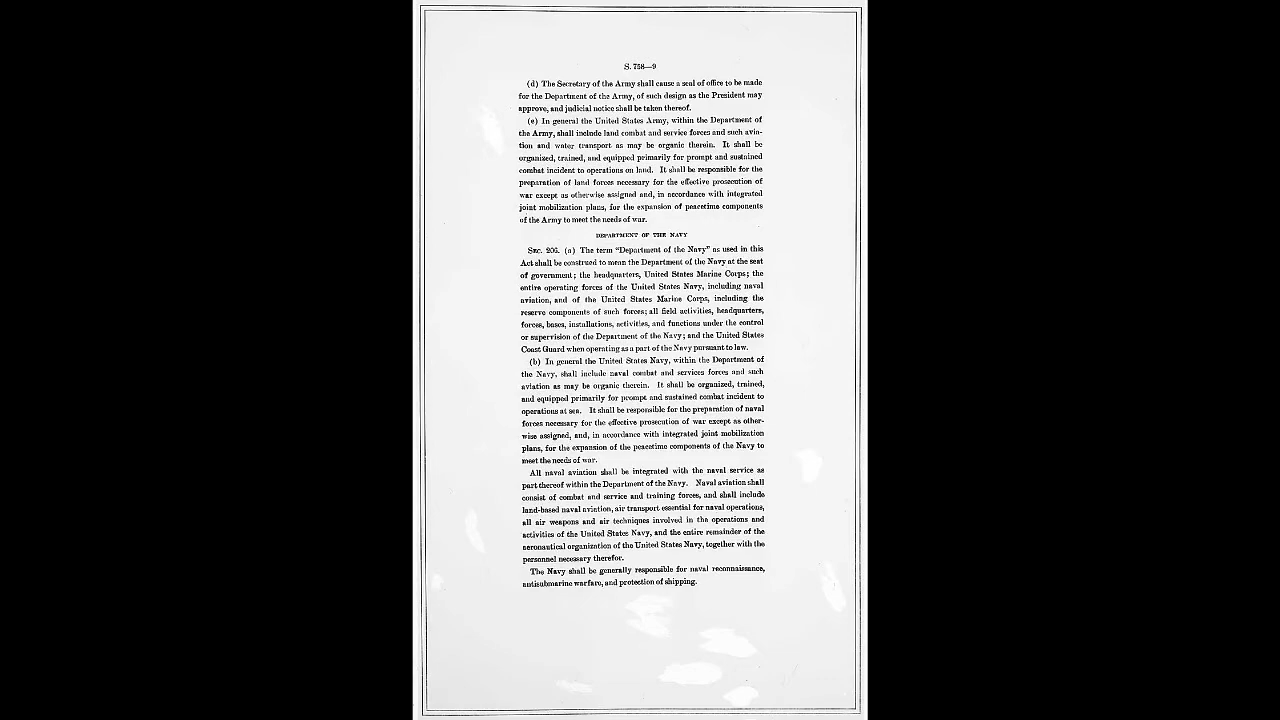 S. 758—9
(d) The Secretary of the Army shall cause a seal of office to be made
for the Department of the Army, of such design as the President may
approve, and judicial notice shall be taken thereof.
(e) In general the United States Army, within the Department of
the Army, shall include land combat and service forces and such avia-
tion and water transport as may be organic therein. It shall be
organized, trained, and equipped primarily for prompt and sustained
combat incident to operations on land. It shall be responsible for the
preparation of land forces necessary for the effective prosecution of
war except as otherwise assigned and, in accordance with integrated
joint mobilization plans, for the expansion of peacetime components
of the Army to meet the needs of war.
DEPARTMENT OF THE NAVY
SEC. 206. (a) The term “Department of the Navy” as used in this
Act shall be construed to mean the Department of the Navy at the seat
of government; the headquarters, United States Marine Corps; the
entire operating forces of the United States Navy, including naval
aviation, and of the United States Marine Corps, including the
reserve components of such forces; all field activities, headquarters,
forces, bases, installations, activities, and functions under the control
or supervision of the Department of the Navy; and the United States
Coast Guard when operating as a part of the Navy pursuant to law.
(b) In general the United States Navy, within the Department of
the Navy, shall include naval combat and services forces and such
aviation as may be organic therein. It shall be organized, trained,
and equipped primarily for prompt and sustained combat incident to
operations at sea. It shall be responsible for the preparation of naval
forces necessary for the effective prosecution of war except as other-
wise assigned, and, in accordance with integrated joint mobilization
plans, for the expansion of the peacetime components of the Navy to
meet the needs of war.
All naval aviation shall be integrated with the naval service as
part thereof within the Department of the Navy. Naval aviation shall
consist of combat and service and training forces, and shall include
land-based naval aviation, air transport essential for naval operations,
all air weapons and air techniques involved in the operations and
activities of the United States Navy, and the entire remainder of the
aeronautical organization of the United States Navy, together with the
personnel necessary therefor.
The Navy shall be generally responsible for naval reconnaissance,
antisubmarine warfare, and protection of shipping.